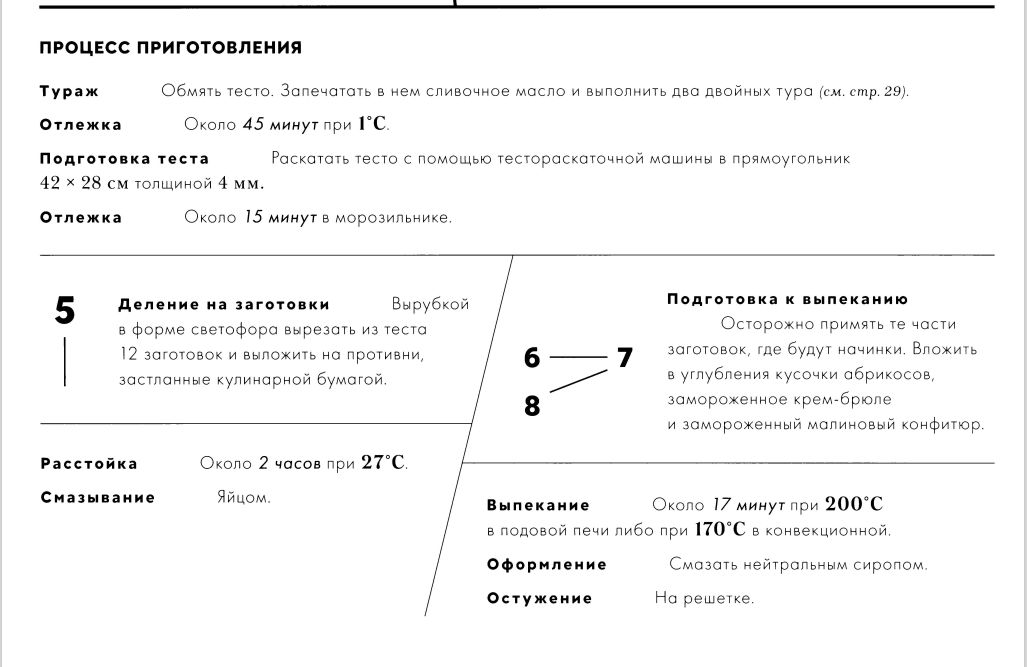 ПРОЦЕСС ПРИГОТОВЛЕНИЯ
Тураж Обмять тесто. Запечатать в нем сливочное масло и выполнить два двойных тура (см. стр. 29).
Отлежка Около 45 минут при 1°C.
Подготовка теста Раскатать тесто с помощью тестораскаточной машины в прямоугольник
42 × 28 см толщиной 4 мм.
Отлежка Около 15 минут в морозильнике.
5
Деление на заготовки Вырубкой
в форме светофора вырезать из теста
12 заготовок и выложить на противни,
застланные кулинарной бумагой.
Расстойка Около 2 часов при 27°C.
Смазывание Яйцом.
6 7
8
Подготовка к выпеканию
Осторожно примять те части
заготовок, где будут начинки. Вложить
в углубления кусочки абрикосов,
замороженное крем-брюле
и замороженный малиновый конфитюр.
Выпекание Около 17 минут при 200°C
в подовой печи либо при 170°C в конвекционной.
Оформление Смазать нейтральным сиропом.
Остужение На решетке.